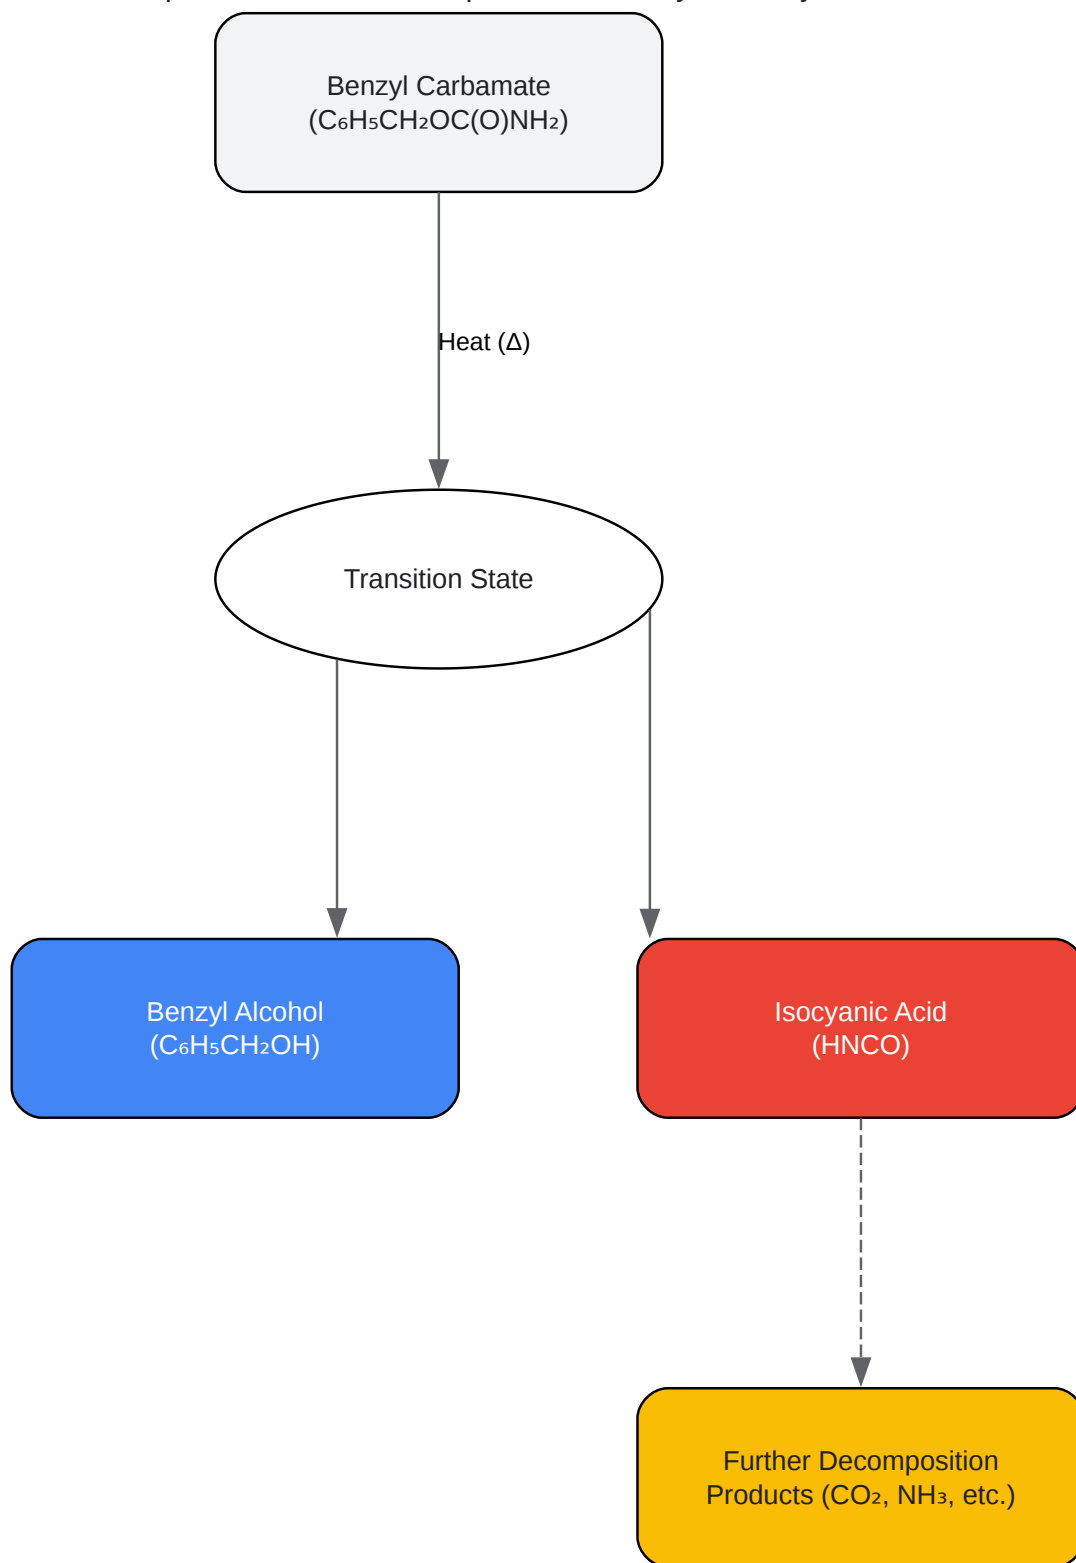 Benzyl Carbamate
(C₆H₅CH₂OC(O)NH₂)
Heat (Δ)
Transition State
Benzyl Alcohol
(C₆H₅CH₂OH)
Isocyanic Acid
(HNCO)
Further Decomposition
Products (CO₂, NH₃, etc.)